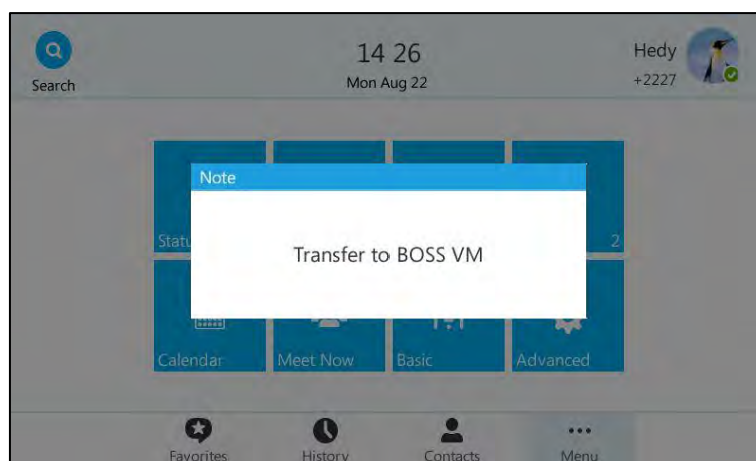 14 26
Hedy
Search
Mon Aug 22
+2227
Note
Transfer to BOSS VM
2
Calendar
Meet Now
Basic
Advanced
Favorites
History
Contacts
Menu